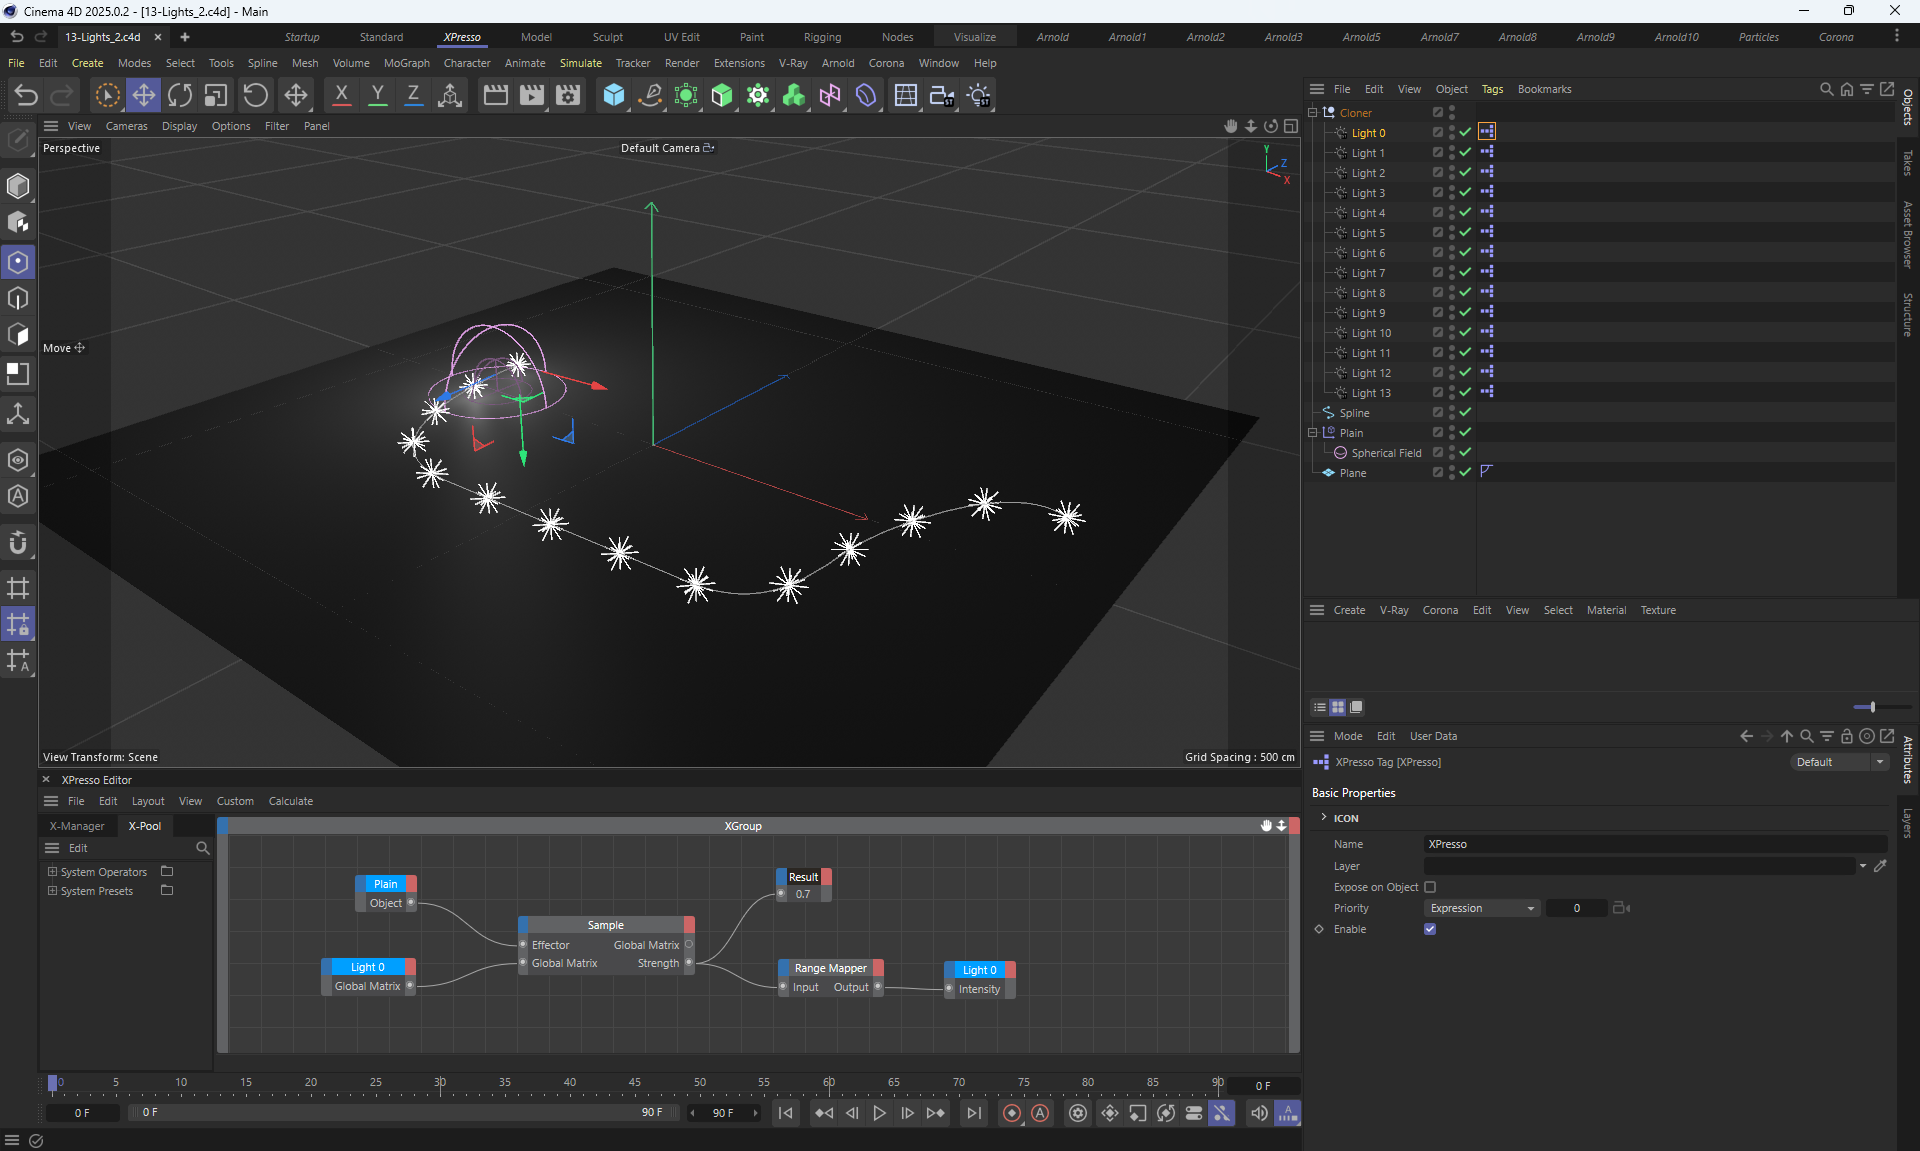 Cinema 4D 2025.0.2 - [13-Lights_2.c4d] - Main
13-Lights_2.c4d
Startup Standard XPresso Model Sculpt UV Edit Paint Rigging Nodes Visualize Arnold Arnold1 Arnold2 Arnold3 Arnold5 Arnold7 Arnold8 Arnold9 Arnold10 Particles Corona
File Edit Create Modes Select Tools Spline Mesh Volume MoGraph Character Animate Simulate Tracker Render Extensions V-Ray Arnold Corona Window Help
X Y Z
ST ST
View Cameras Display Options Filter Panel
Perspective
Default Camera
Y
Z
X
Move
View Transform: Scene
Grid Spacing : 500 cm
File Edit View Object Tags Bookmarks
Cloner
Light 0
Light 1
Light 2
Light 3
Light 4
Light 5
Light 6
Light 7
Light 8
Light 9
Light 10
Light 11
Light 12
Light 13
Spline
Plain
Spherical Field
Plane
Objects
Takes
Asset Browser
Structure
Create V-Ray Corona Edit View Select Material Texture
Mode Edit User Data
XPresso Tag [XPresso]
Default
Basic Properties
ICON
Name XPresso
Layer
Expose on Object
Priority Expression 0
Enable
Attributes
Layers
XPresso Editor
File Edit Layout View Custom Calculate
X-Manager X-Pool
Edit
System Operators
System Presets
XGroup
Plain
Object
Light 0
Global Matrix
Sample
Effector Global Matrix
Global Matrix Strength
Result
0.7
Range Mapper
Input Output
Light 0
Intensity
0 5 10 15 20 25 30 35 40 45 50 55 60 65 70 75 80 85 90
0 F
0 F 0 F 90 F 90 F
A
A